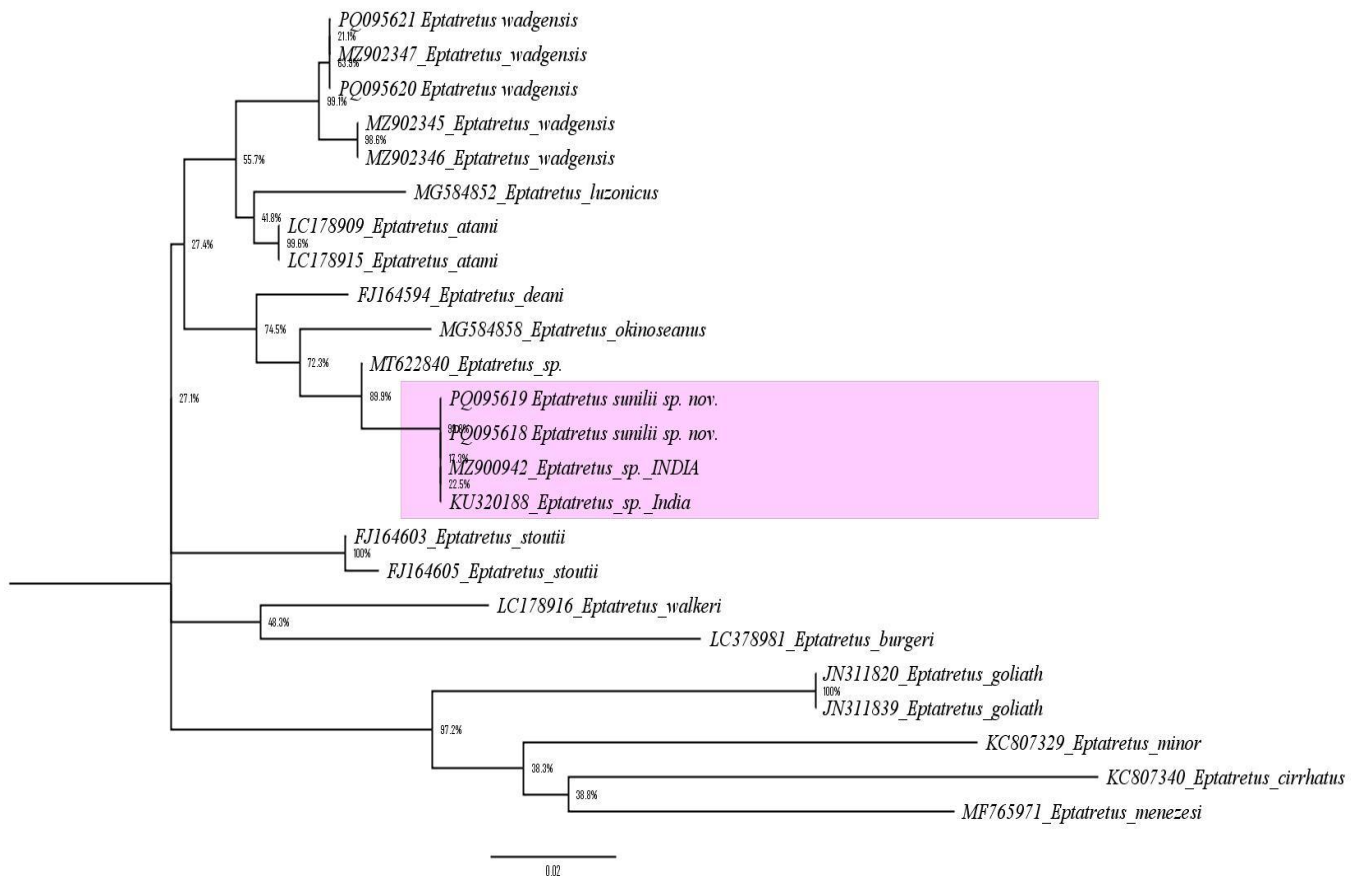 PQ095621 Eptatretus wadgensis
21.1%
MZ902347_Eptatretus_wadgensis
63.9%
PQ095620 Eptatretus wadgensis
99.1%
MZ902345_Eptatretus_wadgensis
98.6%
MZ902346_Eptatretus_wadgensis
55.7%
MG584852_Eptatretus_luzonicus
41.8%
LC178909_Eptatretus_atami
99.6%
27.4%
LC178915_Eptatretus_atami
FJ164594_Eptatretus_deani
74.5%
MG584858_Eptatretus_okinoseanus
72.3%
MT622840_Eptatretus_sp.
89.9%
27.1%
PQ095619 Eptatretus sunilii sp. nov.
PQ095618 Eptatretus sunilii sp. nov.
17.3%
MZ900942_Eptatretus_sp._INDIA
22.5%
KU320188_Eptatretus_sp._India
FJ164603_Eptatretus_stoutii
100%
FJ164605_Eptatretus_stoutii
LC178916_Eptatretus_walkeri
48.3%
LC378981_Eptatretus_burgeri
JN311820_Eptatretus_goliath
100%
JN311839_Eptatretus_goliath
97.2%
KC807329_Eptatretus_minor
38.3%
KC807340_Eptatretus_cirrhatus
38.8%
MF765971_Eptatretus_menezesi
0.02